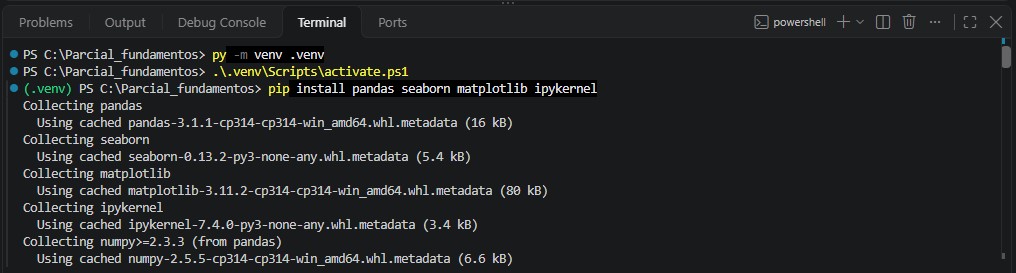 Problems Output Debug Console Terminal Ports powershell
PS C:\Parcial_fundamentos> py -m venv .venv
PS C:\Parcial_fundamentos> .\.venv\Scripts\activate.ps1
(.venv) PS C:\Parcial_fundamentos> pip install pandas seaborn matplotlib ipykernel
Collecting pandas
Using cached pandas-3.1.1-cp314-cp314-win_amd64.whl.metadata (16 kB)
Collecting seaborn
Using cached seaborn-0.13.2-py3-none-any.whl.metadata (5.4 kB)
Collecting matplotlib
Using cached matplotlib-3.11.2-cp314-cp314-win_amd64.whl.metadata (80 kB)
Collecting ipykernel
Using cached ipykernel-7.4.0-py3-none-any.whl.metadata (3.4 kB)
Collecting numpy>=2.3.3 (from pandas)
Using cached numpy-2.5.5-cp314-cp314-win_amd64.whl.metadata (6.6 kB)